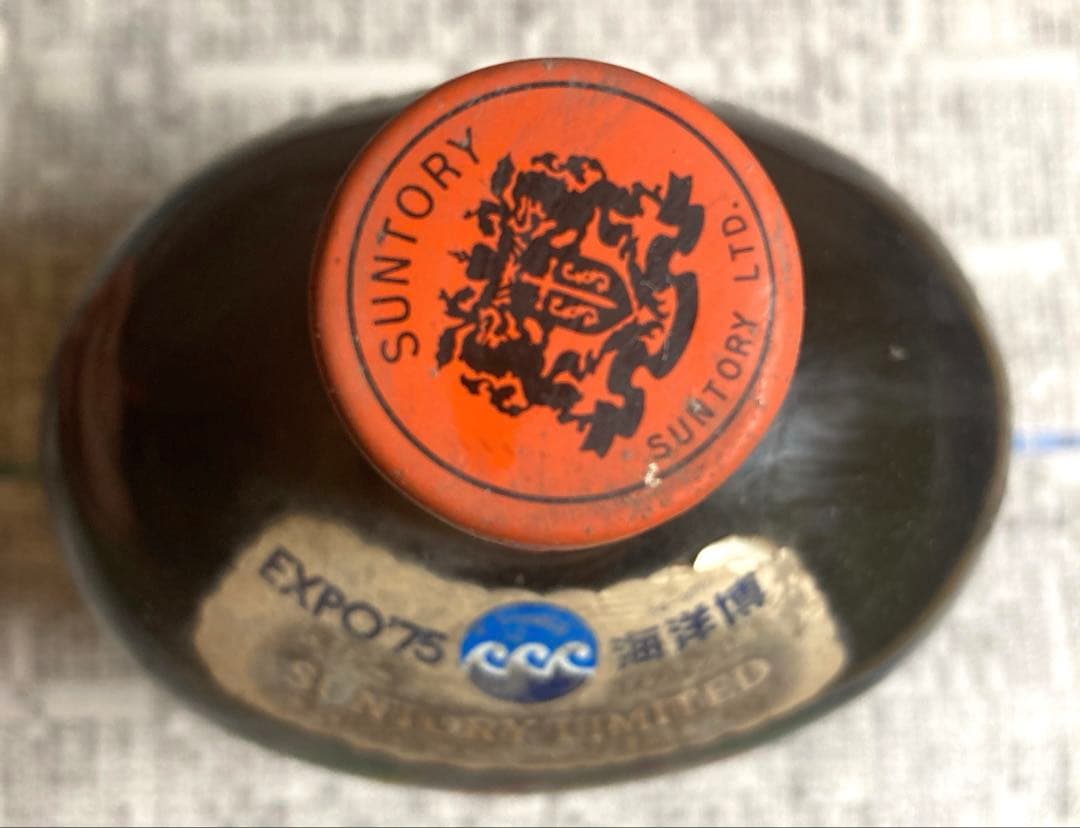 SUNTORY
SUNTORY LTD.
EXPO'75 海洋博
SUNTORY LIMITED